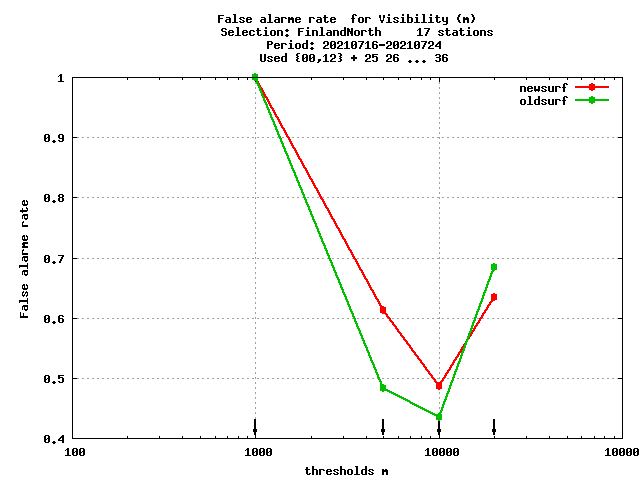 False alarme rate  for Visibility (m)
Selection: FinlandNorth     17 stations
Period: 20210716-20210724
Used {00,12} + 25 26 ... 36
newsurf
oldsurf
1
0.9
0.8
0.7
0.6
0.5
0.4
False alarme rate
100 1000 10000 10000
thresholds m